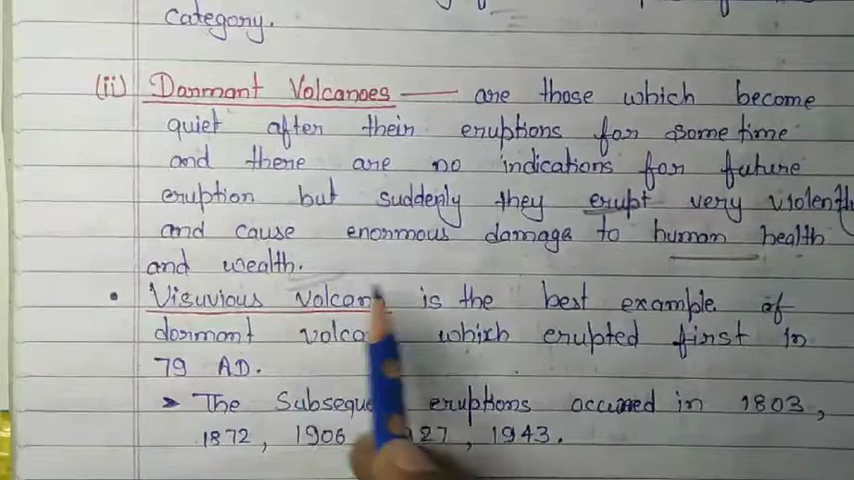 category.
(ii) Dormant Volcanoes — are those which become
quiet after their eruptions for some time
and there are no indications for future
eruption but suddenly they erupt very violently
and cause enormous damage to human health
and wealth.
• Visuvious volcano is the best example of
dormant which erupted first in
79 AD.
➤ The eruptions occurred in 1803,
1872, 1906, 1943.